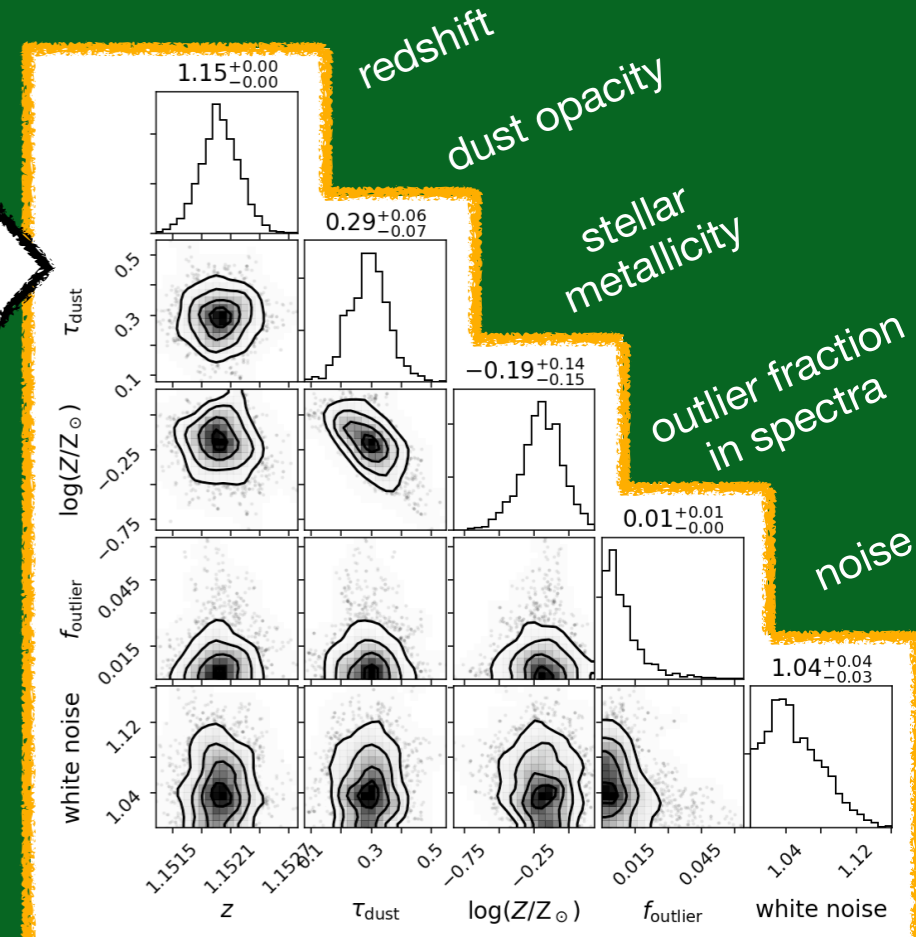 redshift
1.15+0.00−0.00
dust opacity
0.29+0.06−0.07
stellar
metallicity
−0.19+0.14−0.15
outlier fraction
in spectra
0.01+0.01−0.00
noise
1.04+0.04−0.03
τdust
0.5
0.3
0.1
log(Z/Z⊙)
−0.25
−0.75
foutlier
0.045
0.015
white noise
1.12
1.04
1.1515 1.1521 1.1527
0.1 0.3 0.5
−0.75 −0.25
0.015 0.045
1.04 1.12
z τdust log(Z/Z⊙) foutlier white noise